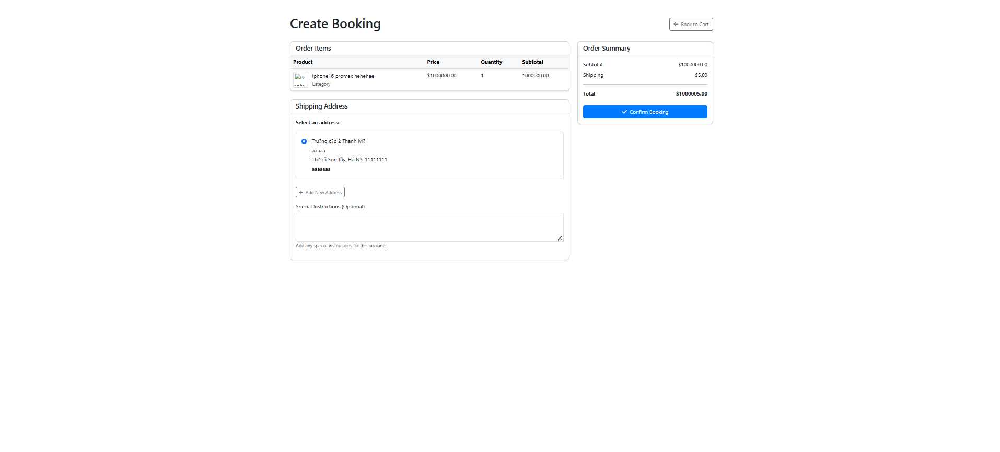 Create Booking
Back to Cart
Order Items
Product Price Quantity Subtotal
Iphone16 promax hehehee $1000000.00 1 1000000.00
Category
Shipping Address
Select an address:
Tru?ng c?p 2 Thanh M?
aaaaa
Th? xã Son Tây, Hà N?i 11111111
aaaaaaa
Add New Address
Special Instructions (Optional)
Add any special instructions for this booking.
Order Summary
Subtotal $1000000.00
Shipping $5.00
Total $1000005.00
Confirm Booking